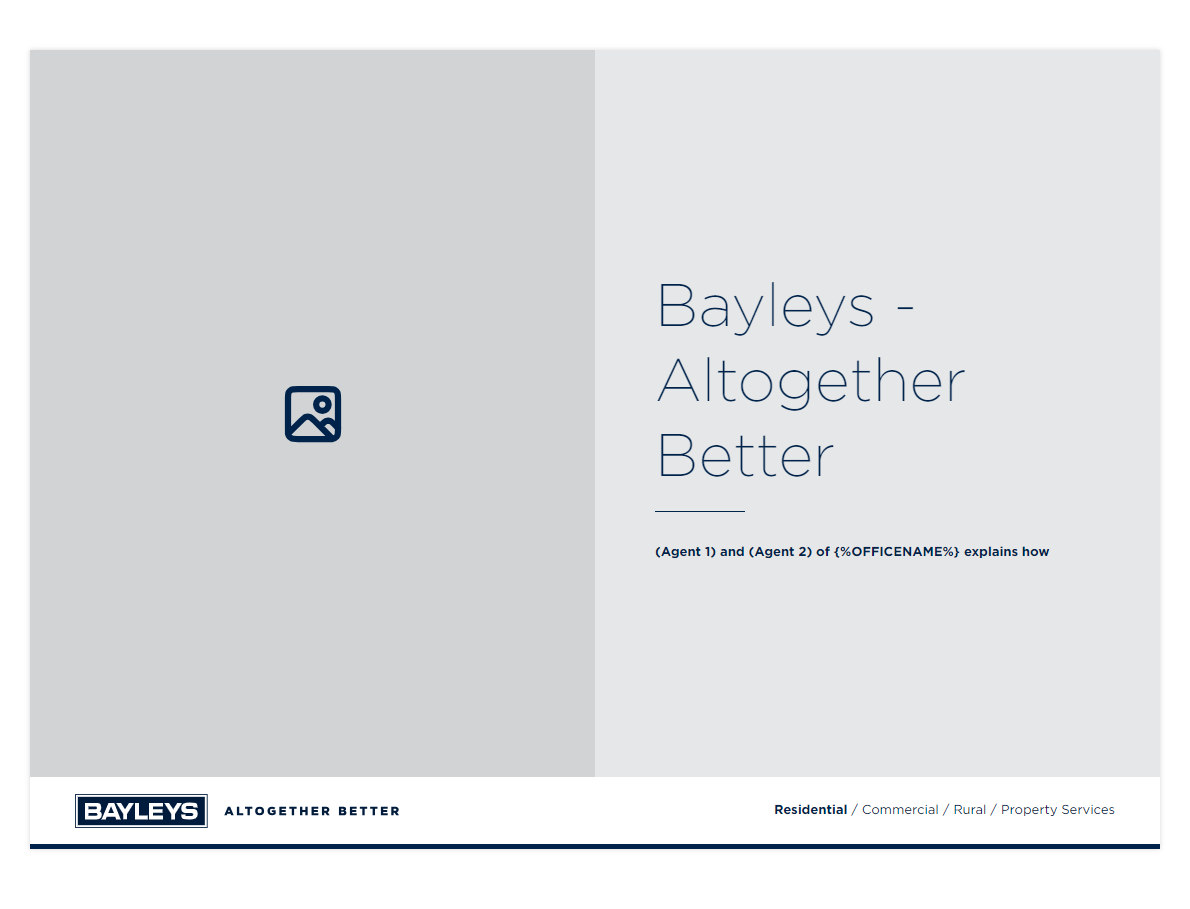 Bayleys -
Altogether
Better
(Agent 1) and (Agent 2) of {%OFFICENAME%} explains how
BAYLEYS ALTOGETHER BETTER
Residential / Commercial / Rural / Property Services